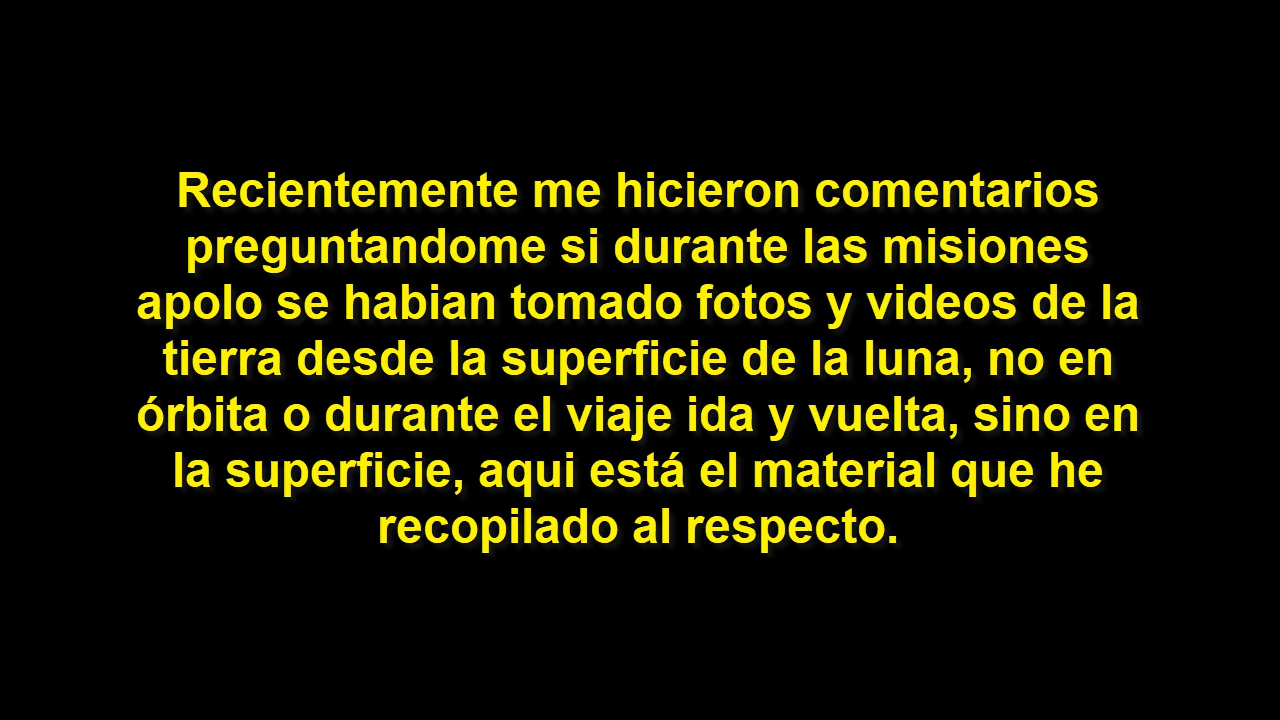 Recientemente me hicieron comentarios
preguntandome si durante las misiones
apolo se habian tomado fotos y videos de la
tierra desde la superficie de la luna, no en
órbita o durante el viaje ida y vuelta, sino en
la superficie, aqui está el material que he
recopilado al respecto.